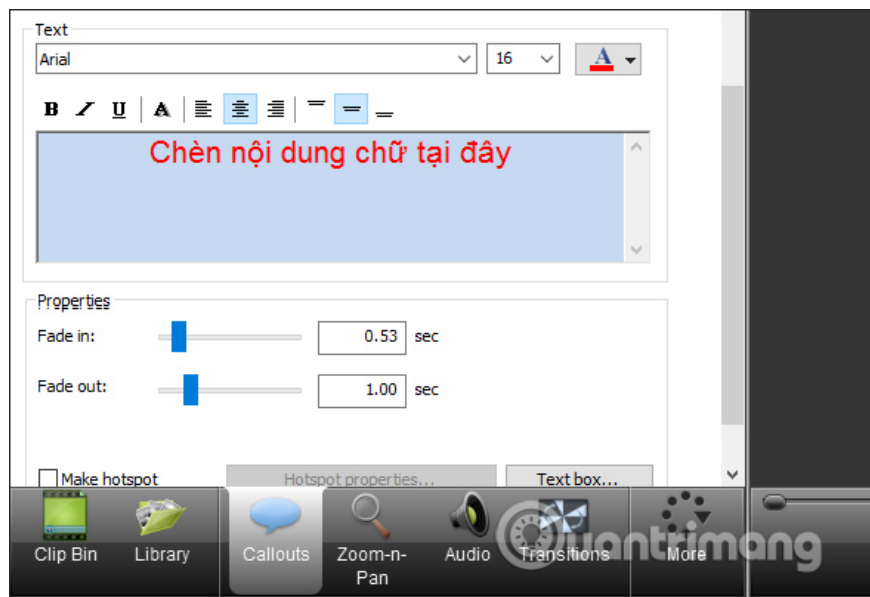 Text
Arial 16 A
B I U A
Chèn nội dung chữ tại đây
Properties
Fade in: 0.53 sec
Fade out: 1.00 sec
Make hotspot Hotspot properties... Text box...
Clip Bin Library Callouts Zoom-n-Pan Audio Transitions More
Quantrimang